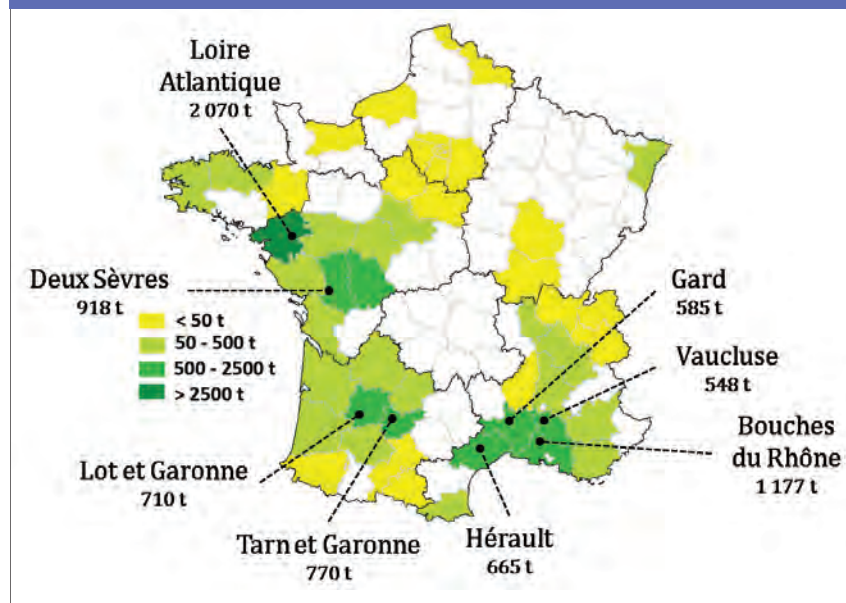 Loire
Atlantique
2 070 t
Deux Sèvres
918 t
< 50 t
50 - 500 t
500 - 2500 t
> 2500 t
Gard
585 t
Vaucluse
548 t
Bouches
du Rhône
1 177 t
Lot et Garonne
710 t
Tarn et Garonne
770 t
Hérault
665 t